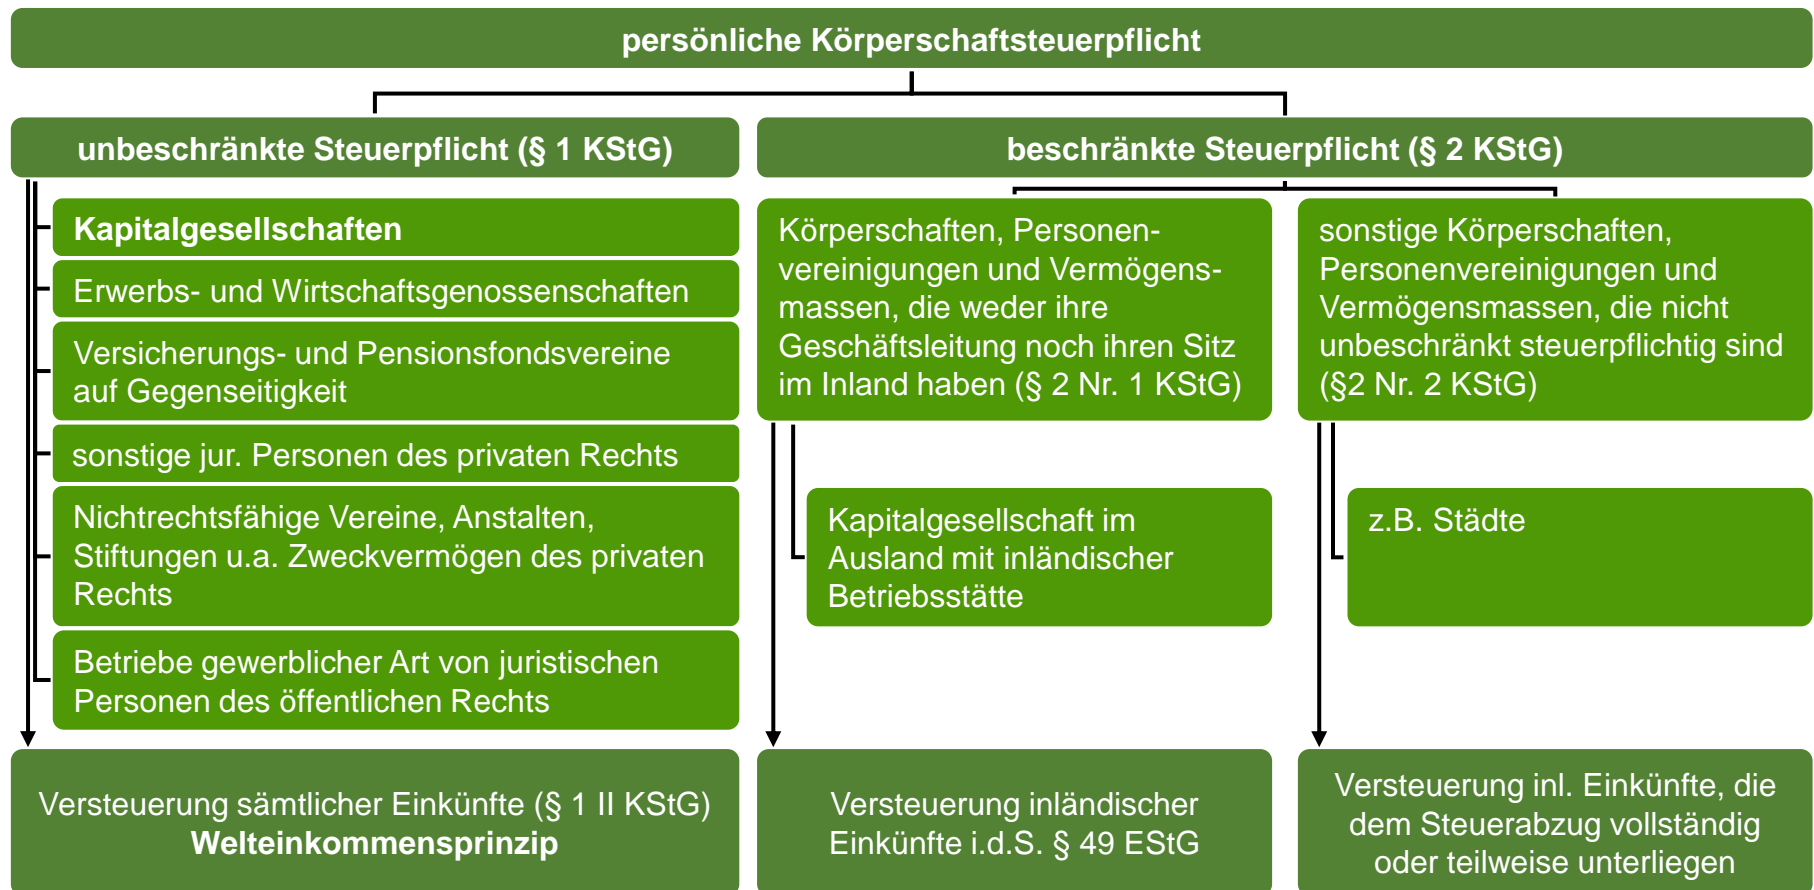 persönliche Körperschaftsteuerpflicht
unbeschränkte Steuerpflicht (§ 1 KStG)
Kapitalgesellschaften
Erwerbs- und Wirtschaftsgenossenschaften
Versicherungs- und Pensionsfondsvereine
auf Gegenseitigkeit
sonstige jur. Personen des privaten Rechts
Nichtrechtsfähige Vereine, Anstalten,
Stiftungen u.a. Zweckvermögen des privaten
Rechts
Betriebe gewerblicher Art von juristischen
Personen des öffentlichen Rechts
Versteuerung sämtlicher Einkünfte (§ 1 II KStG)
Welteinkommensprinzip
beschränkte Steuerpflicht (§ 2 KStG)
Körperschaften, Personen-
vereinigungen und Vermögens-
massen, die weder ihre
Geschäftsleitung noch ihren Sitz
im Inland haben (§ 2 Nr. 1 KStG)
Kapitalgesellschaft im
Ausland mit inländischer
Betriebsstätte
Versteuerung inländischer
Einkünfte i.d.S. § 49 EStG
sonstige Körperschaften,
Personenvereinigungen und
Vermögensmassen, die nicht
unbeschränkt steuerpflichtig sind
(§2 Nr. 2 KStG)
z.B. Städte
Versteuerung inl. Einkünfte, die
dem Steuerabzug vollständig
oder teilweise unterliegen